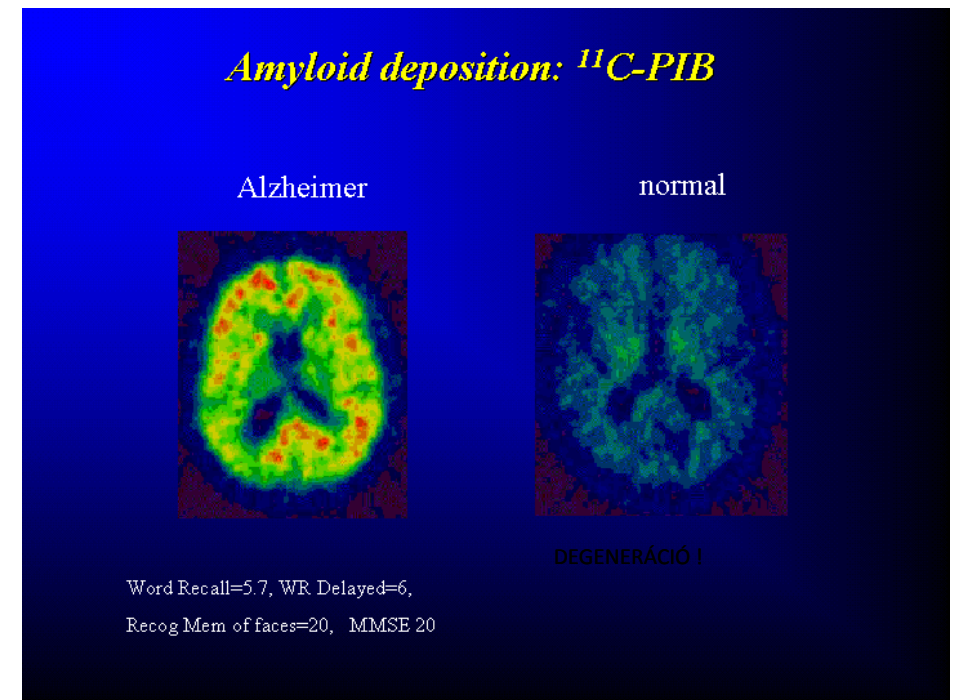 Amyloid deposition: ¹¹C-PIB
Alzheimer
normal
DEGENERÁCIÓ !
Word Recall=5.7, WR Delayed=6,
Recog Mem of faces=20, MMSE 20